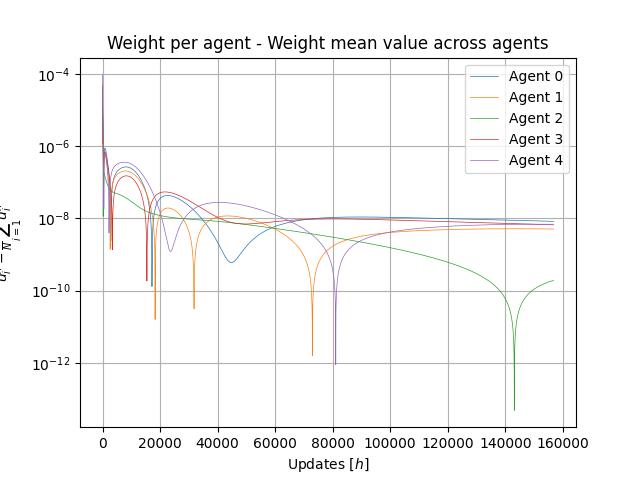 Weight per agent - Weight mean value across agents
10⁻⁴
10⁻⁶
10⁻⁸
10⁻¹⁰
10⁻¹²
Agent 0
Agent 1
Agent 2
Agent 3
Agent 4
0 20000 40000 60000 80000 100000 120000 140000 160000
Updates [h]